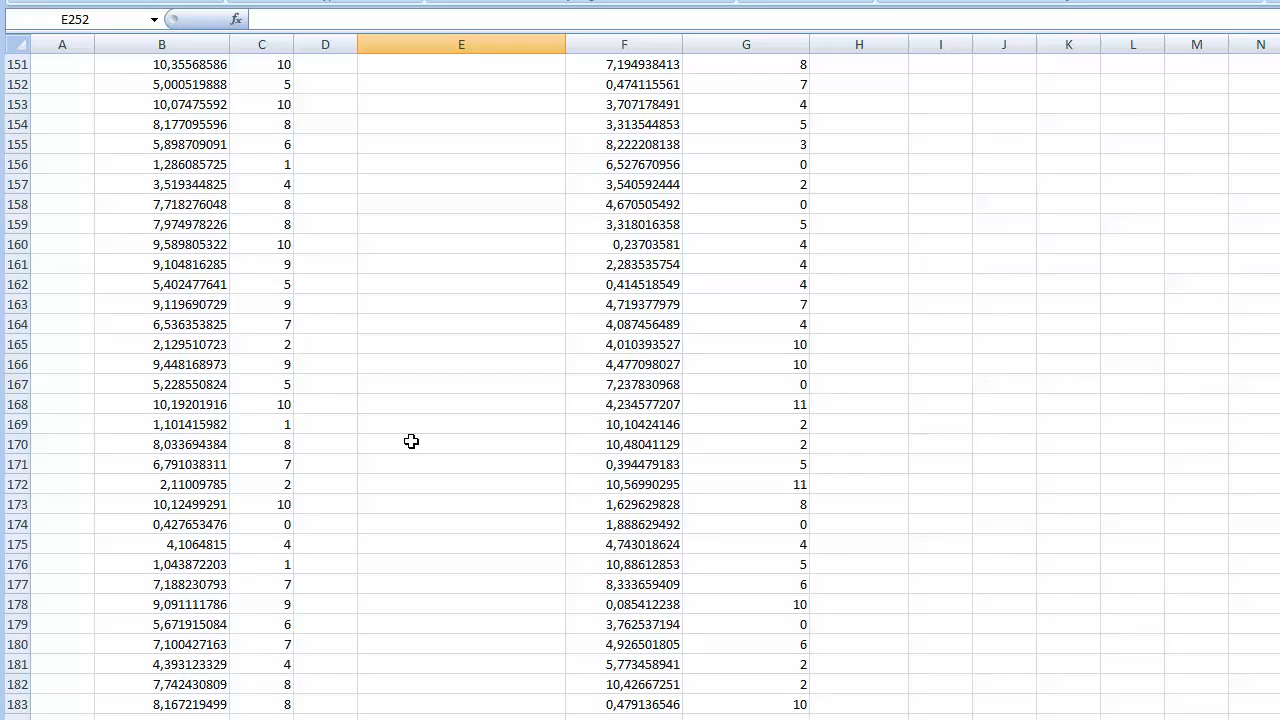 E252 fx
A B C D E F G H I J K L M N
151 10,35568586 10 7,194938413 8
152 5,000519888 5 0,474115561 7
153 10,07475592 10 3,707178491 4
154 8,177095596 8 3,313544853 5
155 5,898709091 6 8,222208138 3
156 1,286085725 1 6,527670956 0
157 3,519344825 4 3,540592444 2
158 7,718276048 8 4,670505492 0
159 7,974978226 8 3,318016358 5
160 9,589805322 10 0,23703581 4
161 9,104816285 9 2,283535754 4
162 5,402477641 5 0,414518549 4
163 9,119690729 9 4,719377979 7
164 6,536353825 7 4,087456489 4
165 2,129510723 2 4,010393527 10
166 9,448168973 9 4,477098027 10
167 5,228550824 5 7,237830968 0
168 10,19201916 10 4,234577207 11
169 1,101415982 1 10,10424146 2
170 8,033694384 8 10,48041129 2
171 6,791038311 7 0,394479183 5
172 2,11009785 2 10,56990295 11
173 10,12499291 10 1,629629828 8
174 0,427653476 0 1,888629492 0
175 4,1064815 4 4,743018624 4
176 1,043872203 1 10,88612853 5
177 7,188230793 7 8,333659409 6
178 9,091111786 9 0,085412238 10
179 5,671915084 6 3,762537194 0
180 7,100427163 7 4,926501805 6
181 4,393123329 4 5,773458941 2
182 7,742430809 8 10,42667251 2
183 8,167219499 8 0,479136546 10